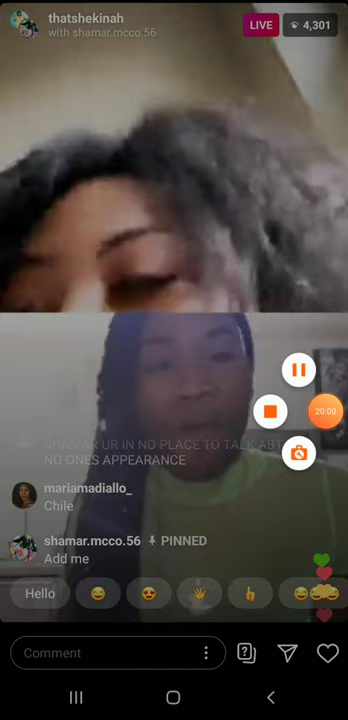 thatshekinah
with shamar.mcco.56
LIVE
4,301
20:00
SHAMAR UR IN NO PLACE TO TALK ABT
NO ONES APPEARANCE
mariamadiallo_
Chile
shamar.mcco.56 PINNED
Add me
Hello
Comment